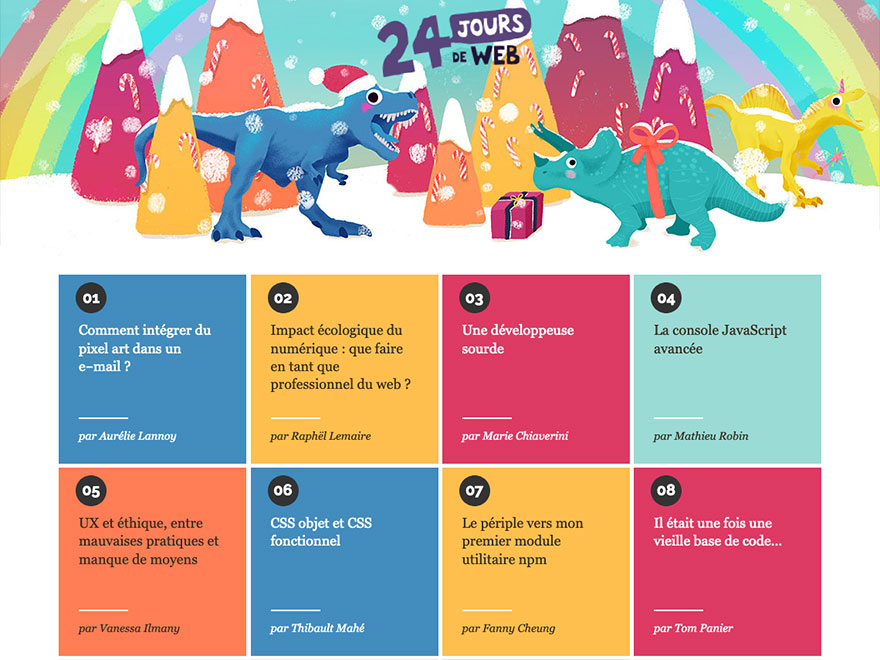 24 JOURS
DE WEB
01
Comment intégrer du
pixel art dans un
e-mail ?
par Aurélie Lannoy
02
Impact écologique du
numérique : que faire
en tant que
professionnel du web ?
par Raphël Lemaire
03
Une développeuse
sourde
par Marie Chiaverini
04
La console JavaScript
avancée
par Mathieu Robin
05
UX et éthique, entre
mauvaises pratiques et
manque de moyens
par Vanessa Ilmany
06
CSS objet et CSS
fonctionnel
par Thibault Mahé
07
Le périple vers mon
premier module
utilitaire npm
par Fanny Cheung
08
Il était une fois une
vieille base de code…
par Tom Panier